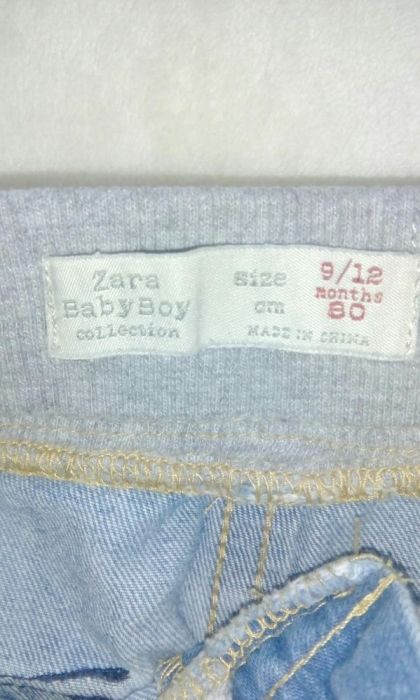 Zara
BabyBoy
collection
size 9/12
months
cm 80
MADE IN CHINA